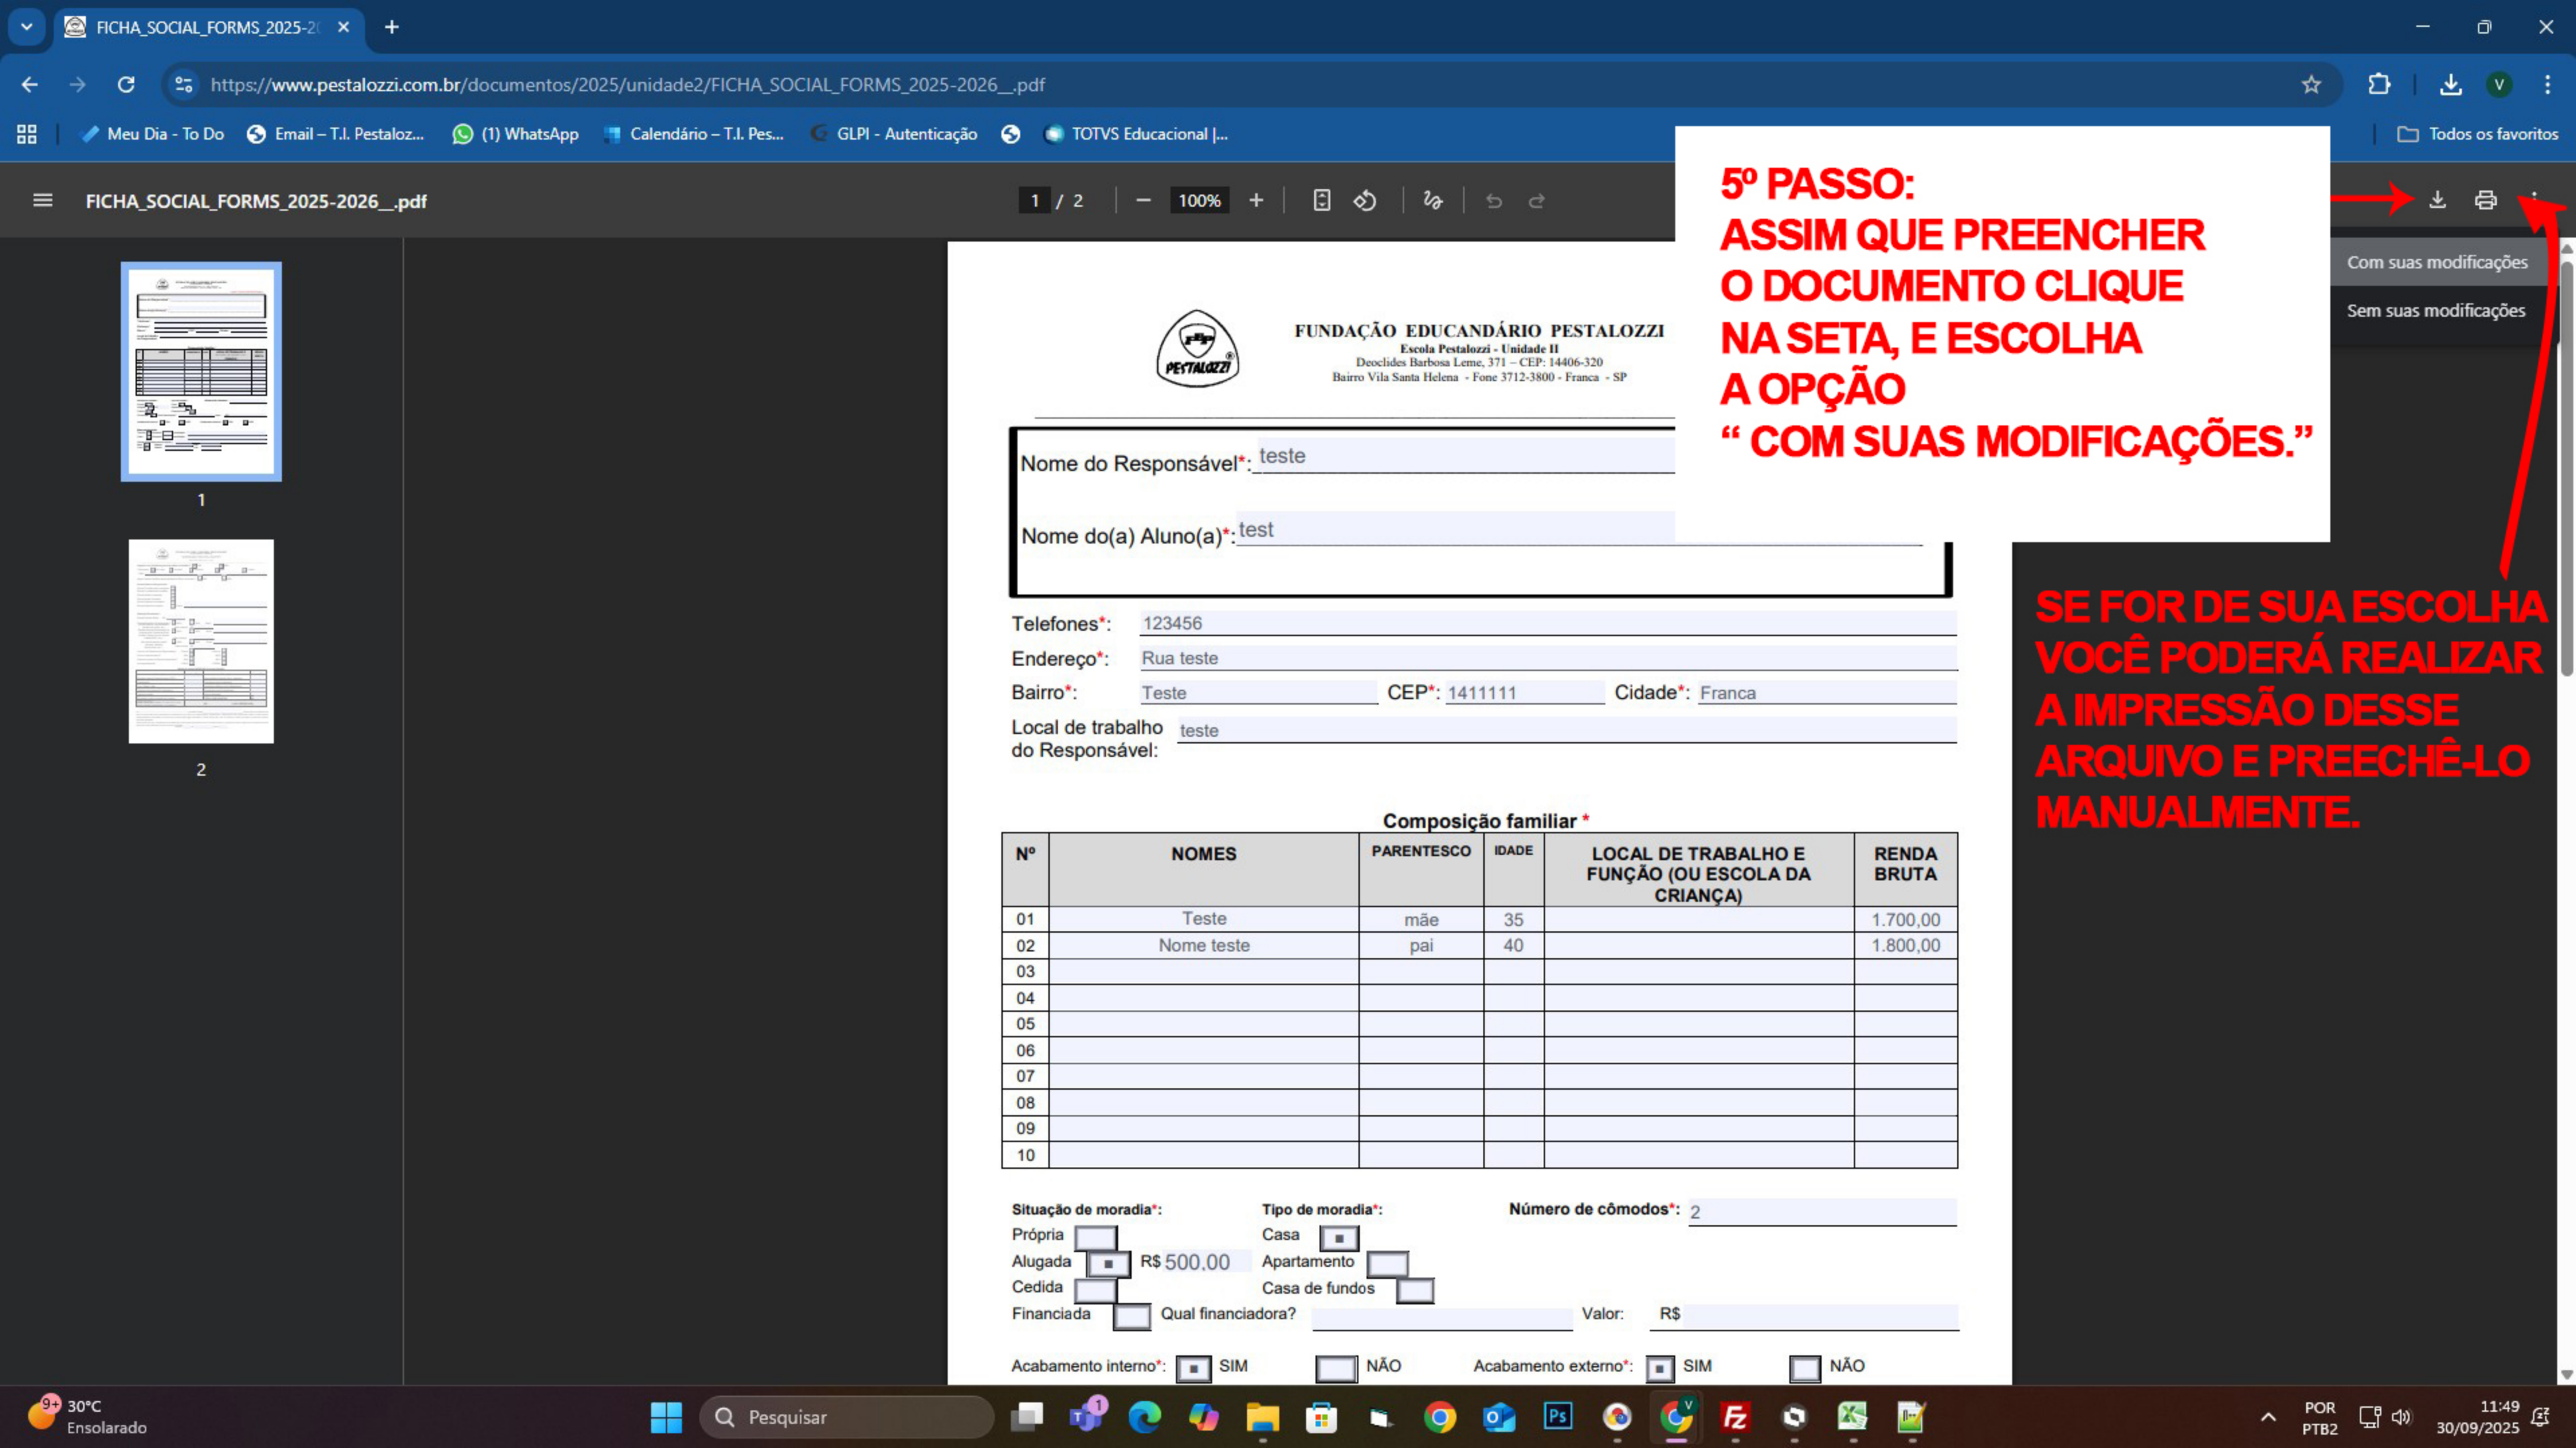 FICHA_SOCIAL_FORMS_2025-2
https://www.pestalozzi.com.br/documentos/2025/unidade2/FICHA_SOCIAL_FORMS_2025-2026__.pdf
V
Meu Dia - To Do
Email – T.I. Pestaloz...
(1) WhatsApp
Calendário – T.I. Pes...
GLPI - Autenticação
TOTVS Educacional |...
Todos os favoritos
FICHA_SOCIAL_FORMS_2025-2026__.pdf
1 / 2
100%
5º PASSO:
ASSIM QUE PREENCHER
O DOCUMENTO CLIQUE
NA SETA, E ESCOLHA
A OPÇÃO
“ COM SUAS MODIFICAÇÕES.”
Com suas modificações
Sem suas modificações
1
2
PESTALOZZI
FUNDAÇÃO EDUCANDÁRIO PESTALOZZI
Escola Pestalozzi - Unidade II
Deoclides Barbosa Leme, 371 – CEP: 14406-320
Bairro Vila Santa Helena - Fone 3712-3800 - Franca - SP
Nome do Responsável*: teste
Nome do(a) Aluno(a)*: test
Telefones*: 123456
Endereço*: Rua teste
Bairro*: Teste CEP*: 1411111 Cidade*: Franca
Local de trabalho
do Responsável: teste
SE FOR DE SUA ESCOLHA
VOCÊ PODERÁ REALIZAR
A IMPRESSÃO DESSE
ARQUIVO E PREECHÊ-LO
MANUALMENTE.
Composição familiar *
Nº NOMES PARENTESCO IDADE LOCAL DE TRABALHO E FUNÇÃO (OU ESCOLA DA CRIANÇA) RENDA BRUTA
01 Teste mãe 35 1.700,00
02 Nome teste pai 40 1.800,00
03
04
05
06
07
08
09
10
Situação de moradia*: Tipo de moradia*: Número de cômodos*: 2
Própria Casa
Alugada R$ 500,00 Apartamento
Cedida Casa de fundos
Financiada Qual financiadora? Valor: R$
Acabamento interno*: SIM NÃO Acabamento externo*: SIM NÃO
9+
30°C
Ensolarado
Pesquisar
1
Ps
V
POR
PTB2
11:49
30/09/2025